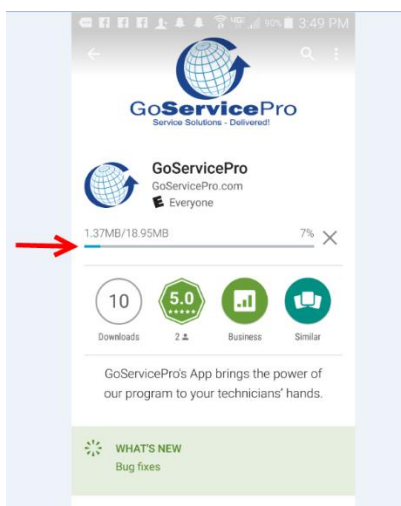 90% 3:49 PM
GoServicePro
Service Solutions - Delivered!
GoServicePro
GoServicePro.com
E Everyone
1.37MB/18.95MB 7%
10 5.0
Downloads 2 Business Similar
GoServicePro's App brings the power of
our program to your technicians' hands.
WHAT'S NEW
Bug fixes